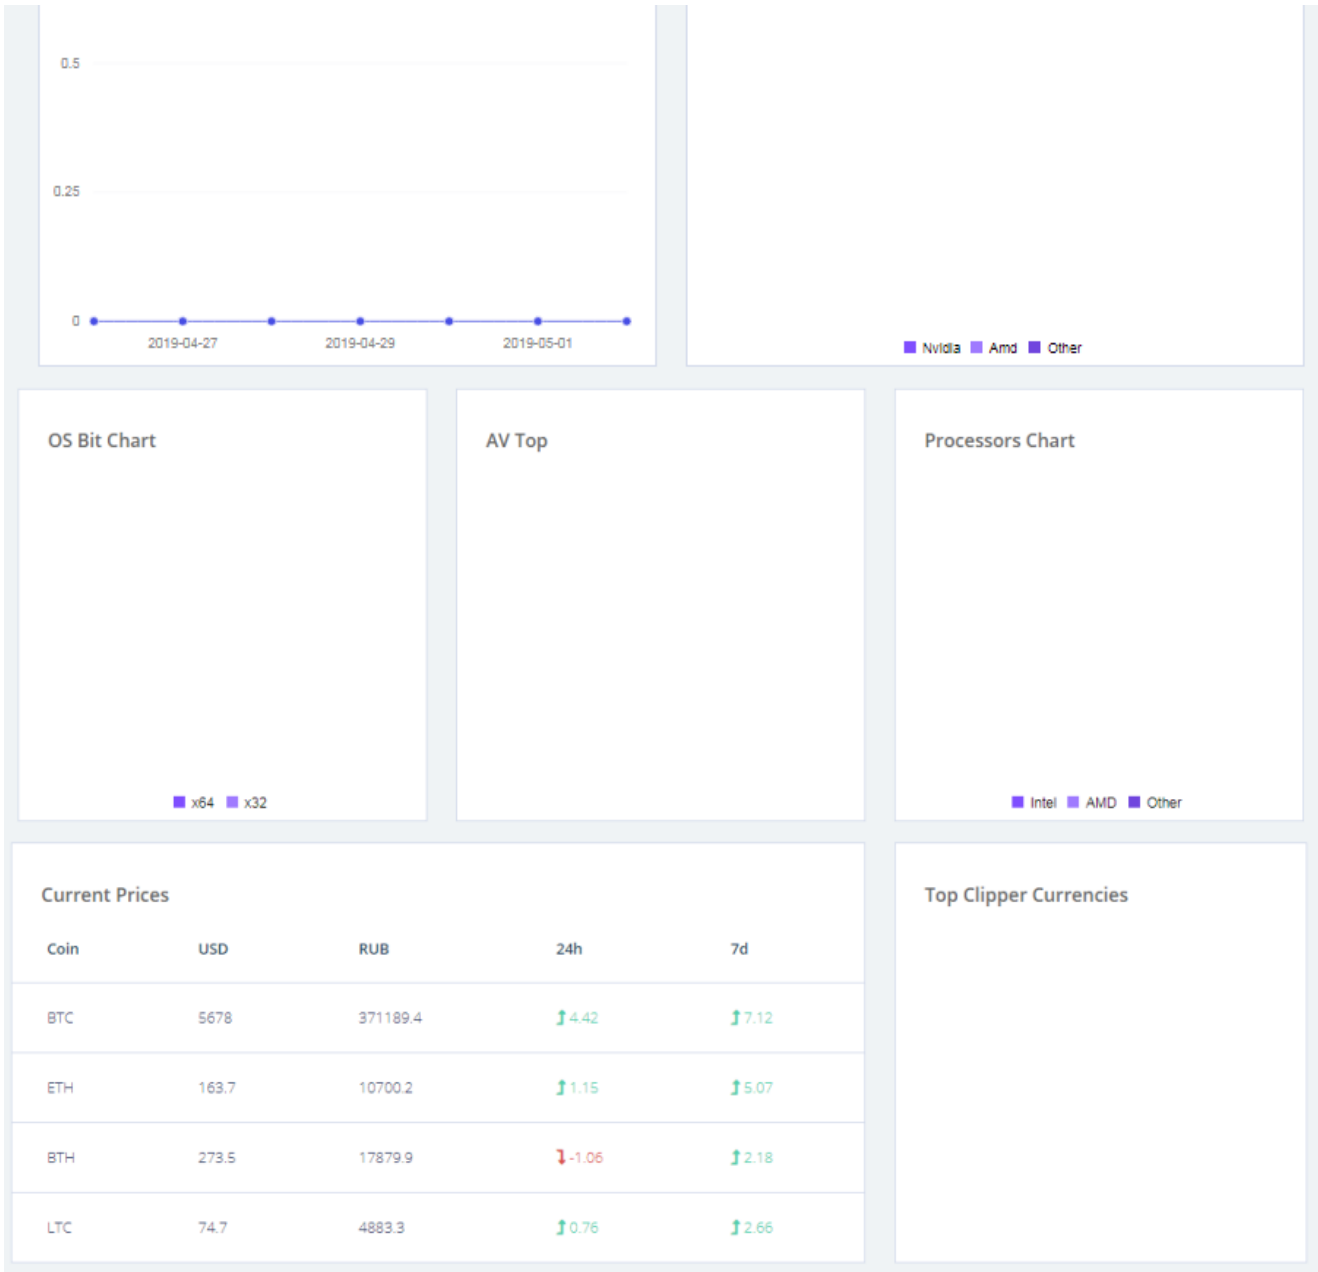 0.5
0.25
0
2019-04-27 2019-04-29 2019-05-01
Nvidia Amd Other
OS Bit Chart
x64 x32
AV Top
Processors Chart
Intel AMD Other
Current Prices
Coin USD RUB 24h 7d
BTC 5678 371189.4 4.42 7.12
ETH 163.7 10700.2 1.15 5.07
BTH 273.5 17879.9 -1.06 2.18
LTC 74.7 4883.3 0.76 2.66
Top Clipper Currencies